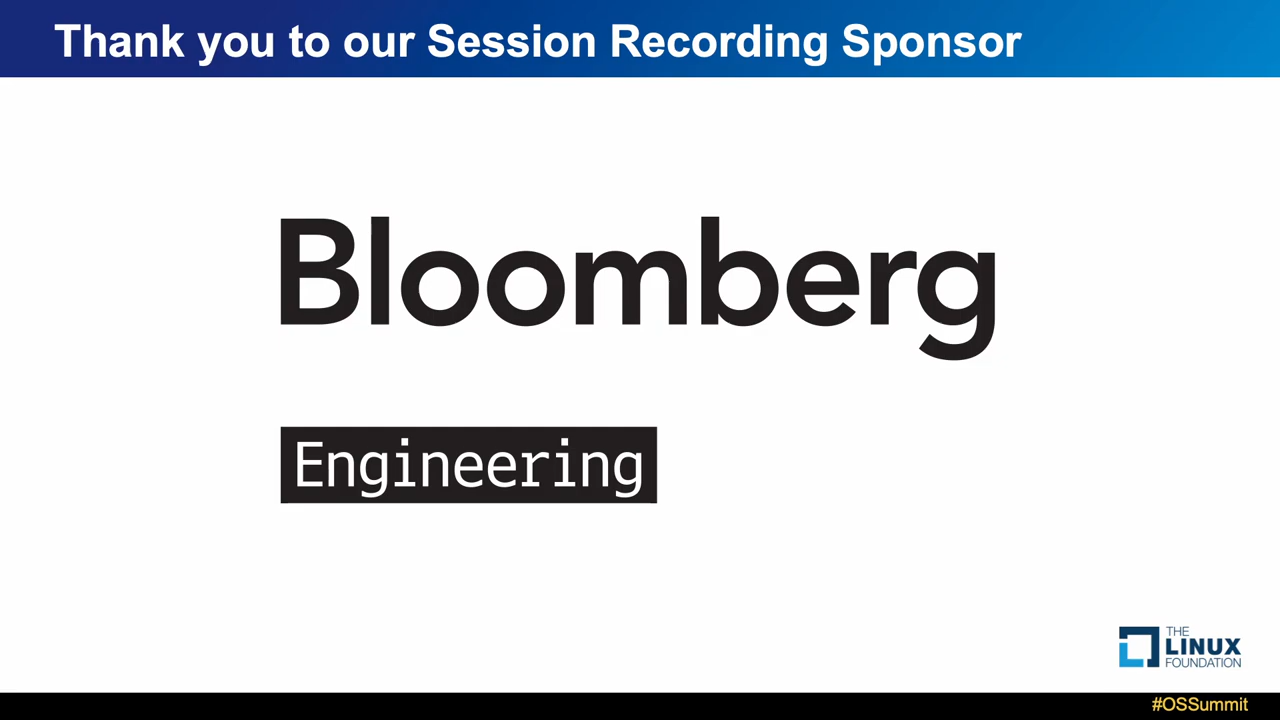 Thank you to our Session Recording Sponsor
Bloomberg
Engineering
THE
LINUX
FOUNDATION
#OSSummit